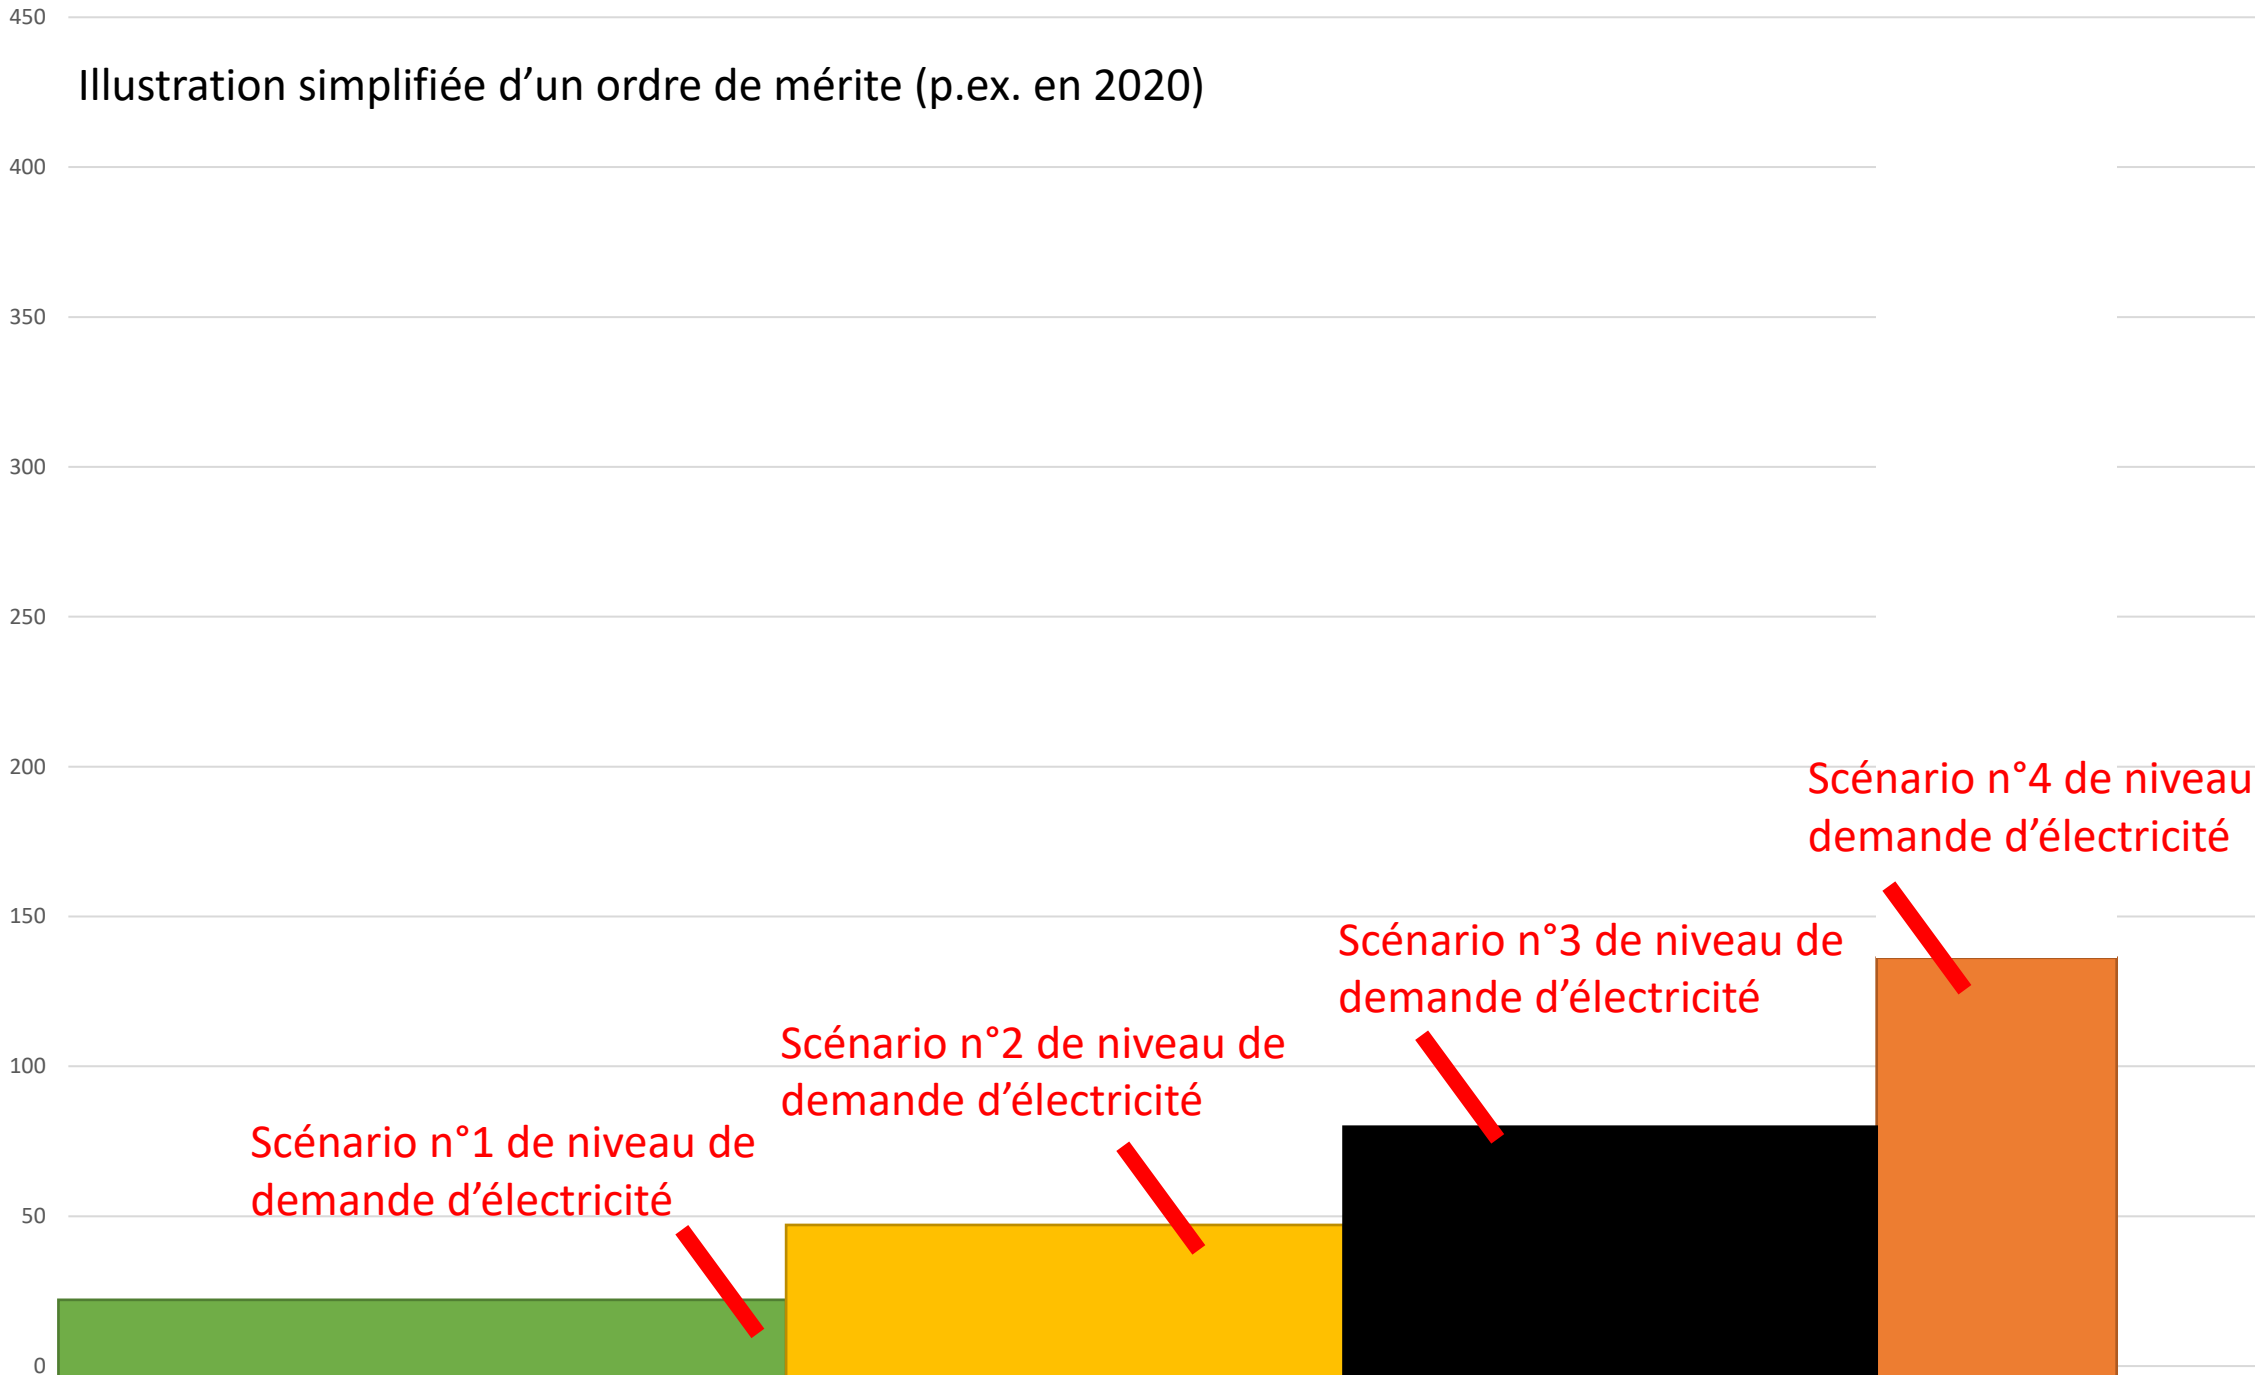 450
Illustration simplifiée d’un ordre de mérite (p.ex. en 2020)
400
350
300
250
200
Scénario n°4 de niveau
demande d’électricité
150
Scénario n°3 de niveau de
demande d’électricité
Scénario n°2 de niveau de
demande d’électricité
100
Scénario n°1 de niveau de
demande d’électricité
50
0